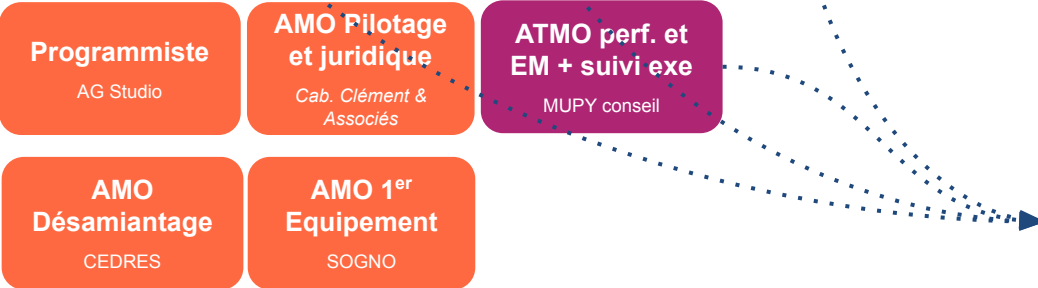 Programmiste
AG Studio
AMO Pilotage
et juridique
Cab. Clément &
Associés
ATMO perf. et
EM + suivi exe
MUPY conseil
AMO
Désamiantage
CEDRES
AMO 1er
Equipement
SOGNO